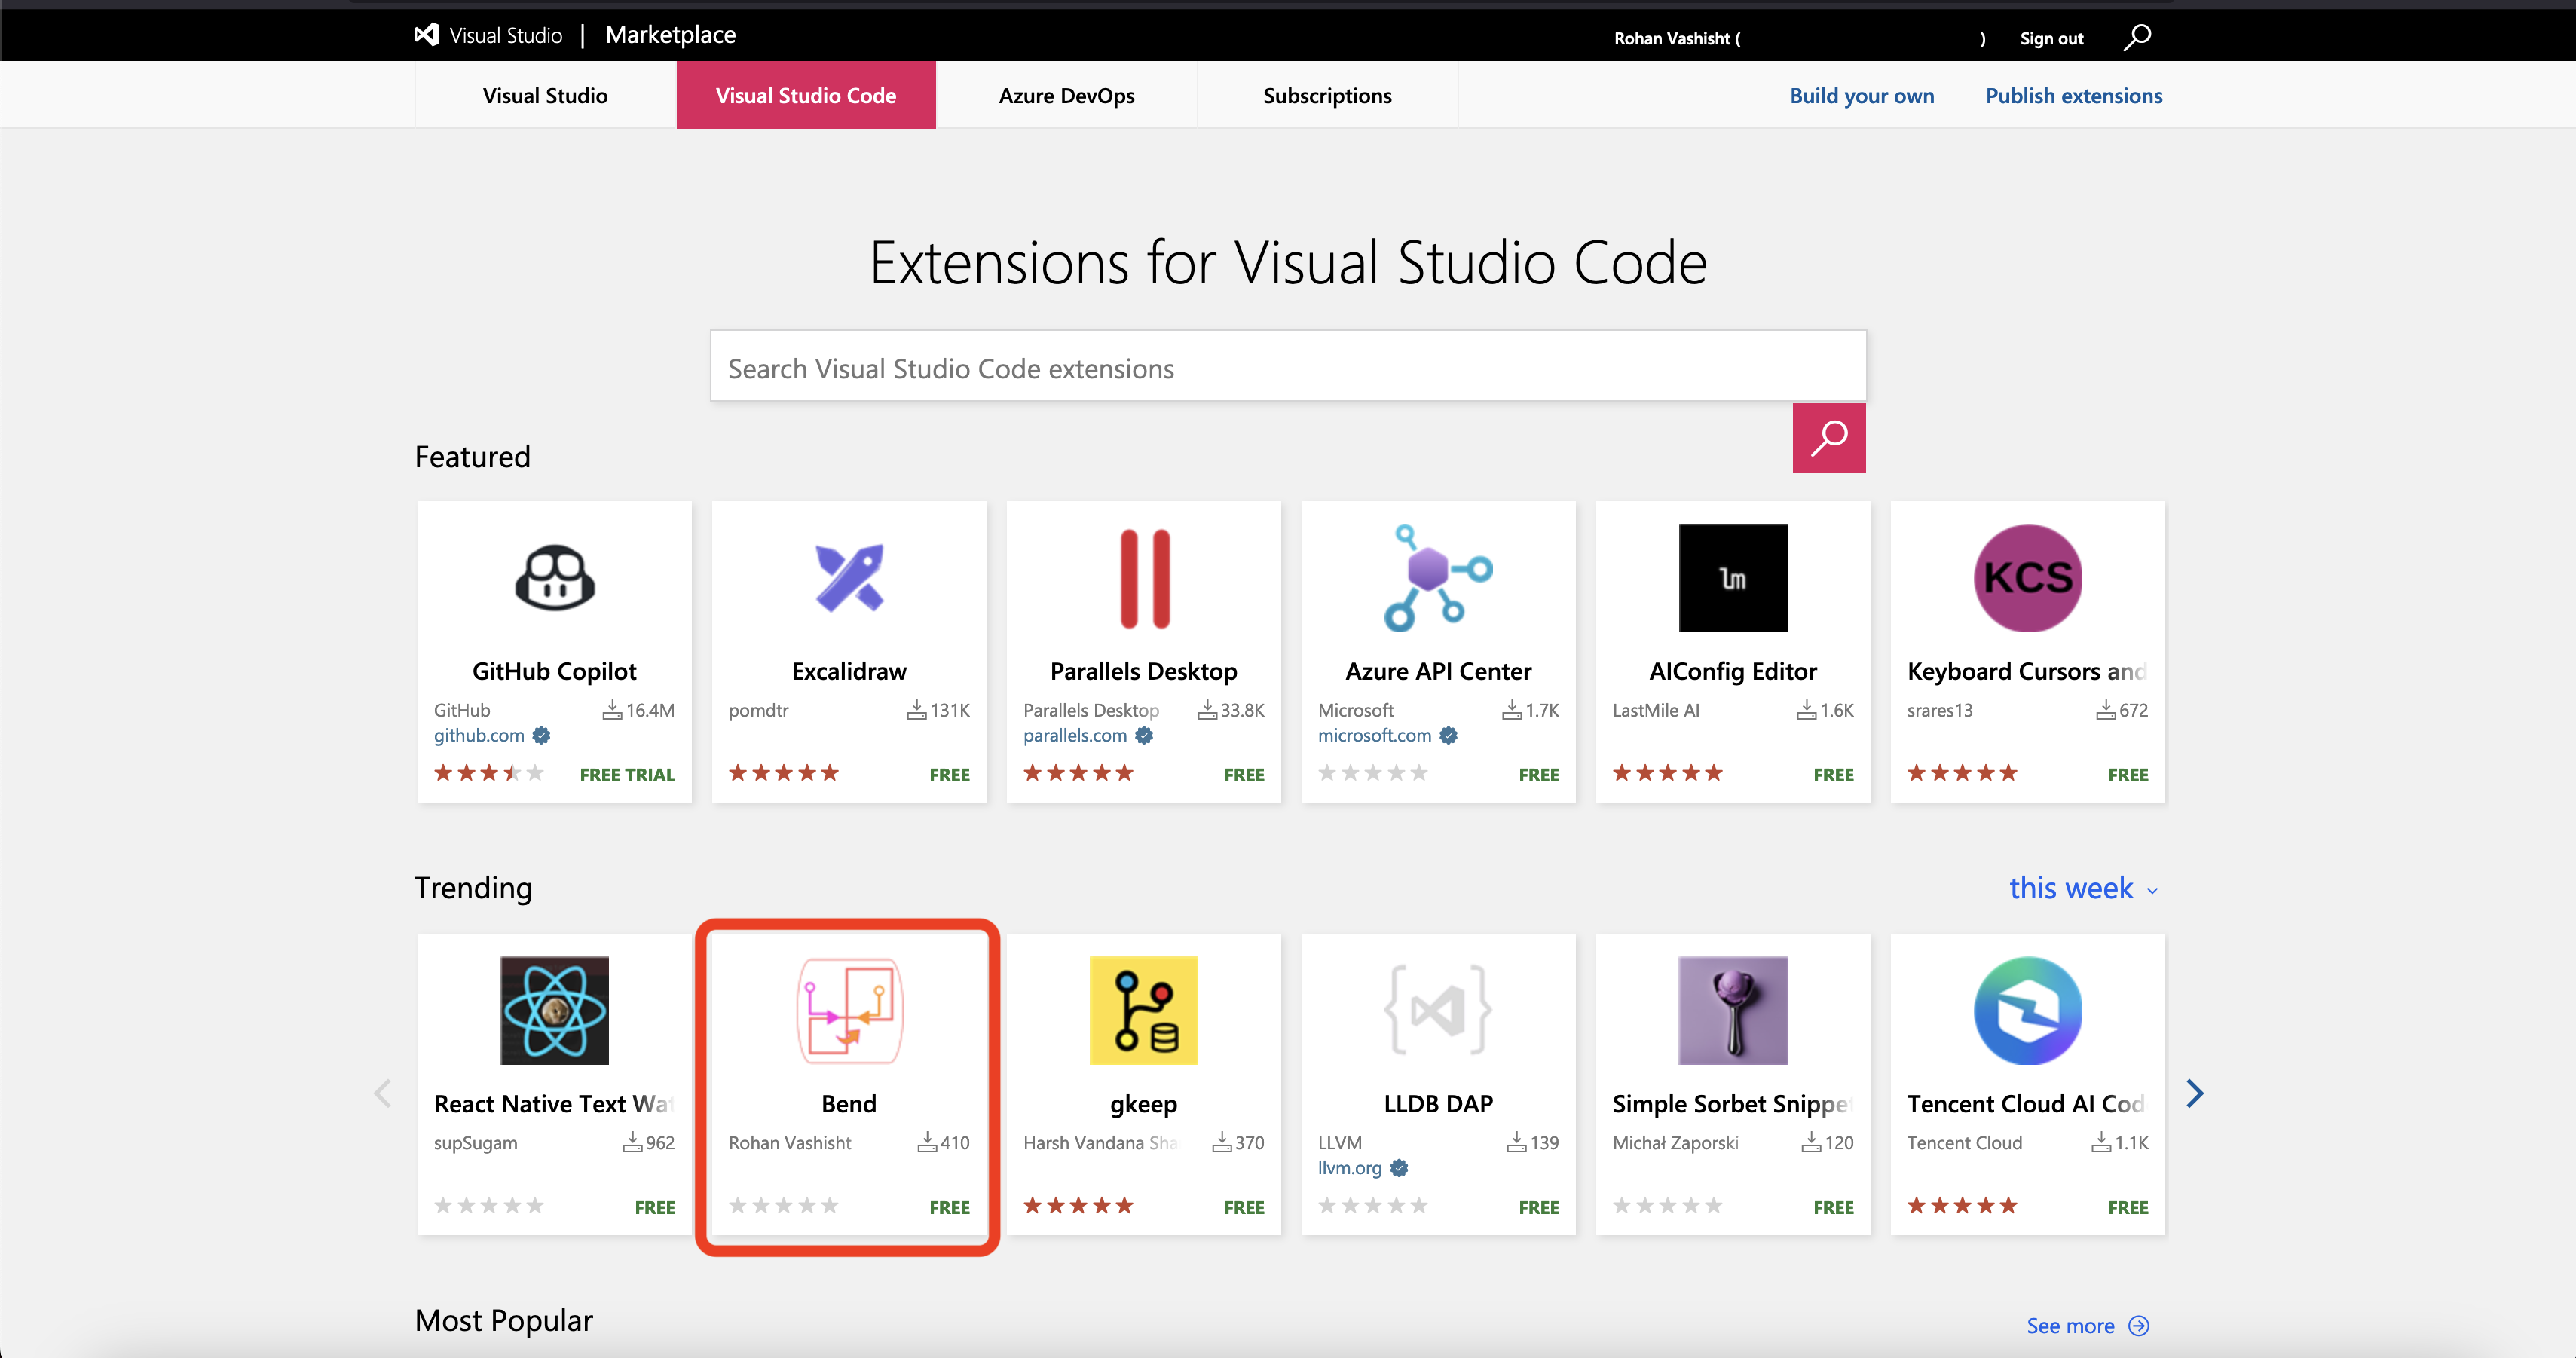 Visual Studio | Marketplace
Rohan Vashisht (                    )
Sign out
Visual Studio
Visual Studio Code
Azure DevOps
Subscriptions
Build your own
Publish extensions
Extensions for Visual Studio Code
Search Visual Studio Code extensions
Featured
lm
KCS
GitHub Copilot
GitHub 16.4M
github.com
FREE TRIAL
Excalidraw
pomdtr 131K
FREE
Parallels Desktop
Parallels Desktop 33.8K
parallels.com
FREE
Azure API Center
Microsoft 1.7K
microsoft.com
FREE
AIConfig Editor
LastMile AI 1.6K
FREE
Keyboard Cursors and
srares13 672
FREE
Trending
this week
React Native Text Wat
supSugam 962
FREE
Bend
Rohan Vashisht 410
FREE
gkeep
Harsh Vandana Sha 370
FREE
LLDB DAP
LLVM 139
llvm.org
FREE
Simple Sorbet Snippet
Michał Zaporski 120
FREE
Tencent Cloud AI Cod
Tencent Cloud 1.1K
FREE
Most Popular
See more